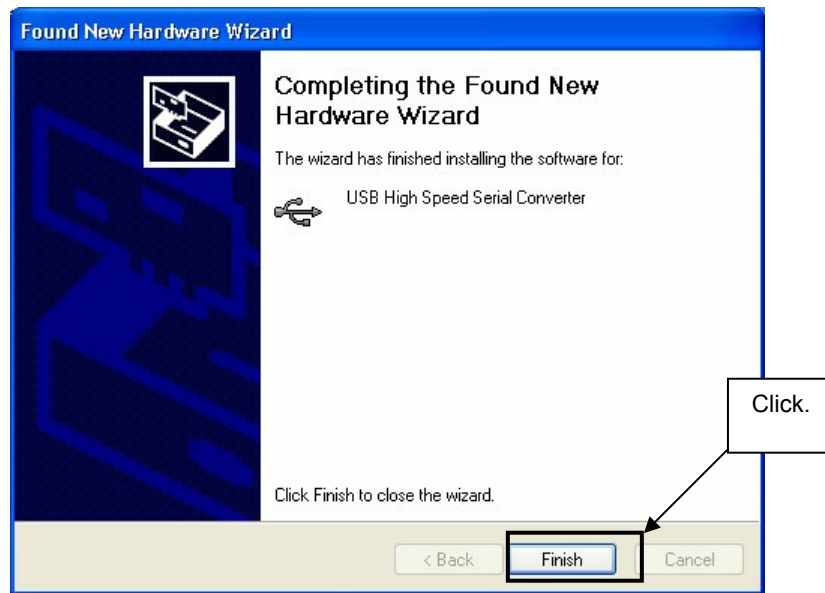 Found New Hardware Wizard
Completing the Found New
Hardware Wizard
The wizard has finished installing the software for:
USB High Speed Serial Converter
Click.
Click Finish to close the wizard.
< Back
Finish
Cancel